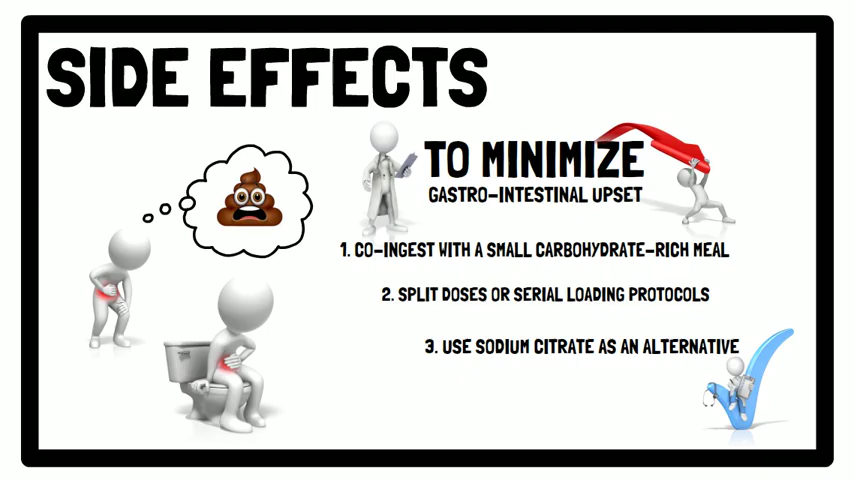 SIDE EFFECTS
TO MINIMIZE
GASTRO-INTESTINAL UPSET
1. CO-INGEST WITH A SMALL CARBOHYDRATE-RICH MEAL
2. SPLIT DOSES OR SERIAL LOADING PROTOCOLS
3. USE SODIUM CITRATE AS AN ALTERNATIVE